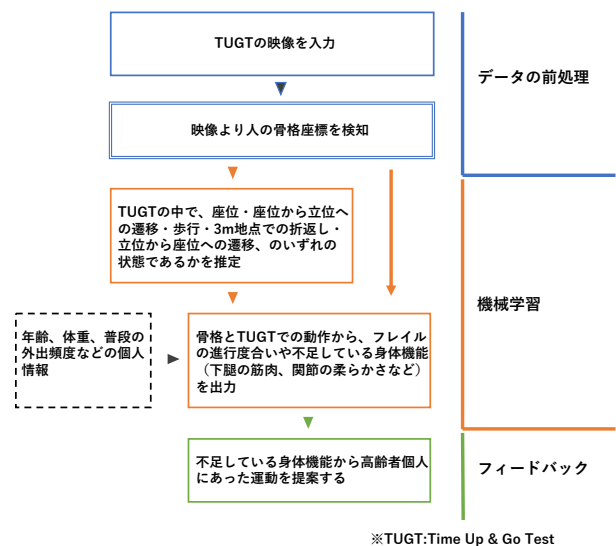 TUGTの映像を入力
データの前処理
映像より人の骨格座標を検知
TUGTの中で、座位・座位から立位へ
の遷移・歩行・3m地点での折返し・
立位から座位への遷移、のいずれの
状態であるかを推定
機械学習
年齢、体重、普段の
外出頻度などの個人
情報
骨格とTUGTでの動作から、フレイル
の進行度合いや不足している身体機能
（下腿の筋肉、関節の柔らかさなど）
を出力
不足している身体機能から高齢者個人
にあった運動を提案する
フィードバック
※TUGT:Time Up & Go Test